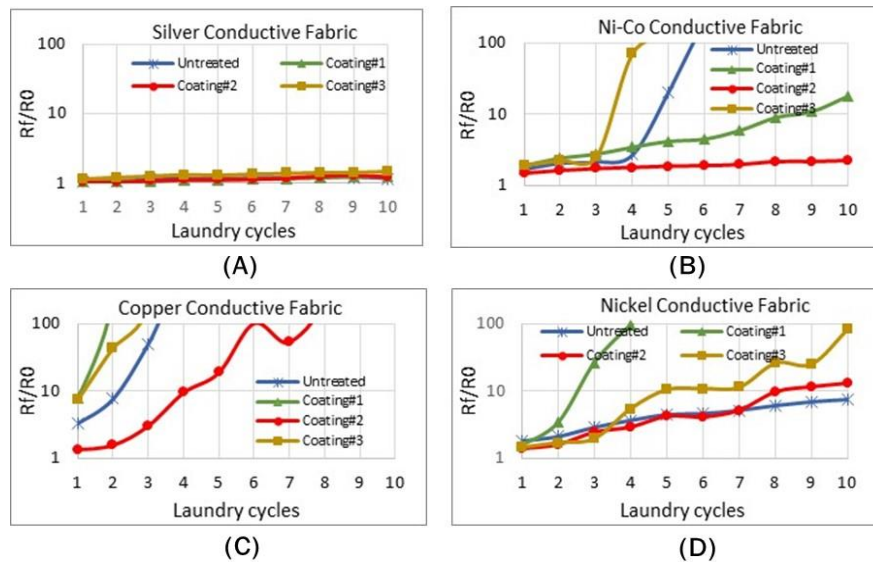 Silver Conductive Fabric
100
10
1
Rf/R0
Untreated
Coating#1
Coating#2
Coating#3
1 2 3 4 5 6 7 8 9 10
Laundry cycles
(A)
Ni-Co Conductive Fabric
100
10
1
Rf/R0
Untreated
Coating#1
Coating#2
Coating#3
1 2 3 4 5 6 7 8 9 10
Laundry cycles
(B)
Copper Conductive Fabric
100
10
1
Rf/R0
Untreated
Coating#1
Coating#2
Coating#3
1 2 3 4 5 6 7 8 9 10
Laundry cycles
(C)
Nickel Conductive Fabric
100
10
1
Rf/R0
Untreated
Coating#1
Coating#2
Coating#3
1 2 3 4 5 6 7 8 9 10
Laundry cycles
(D)